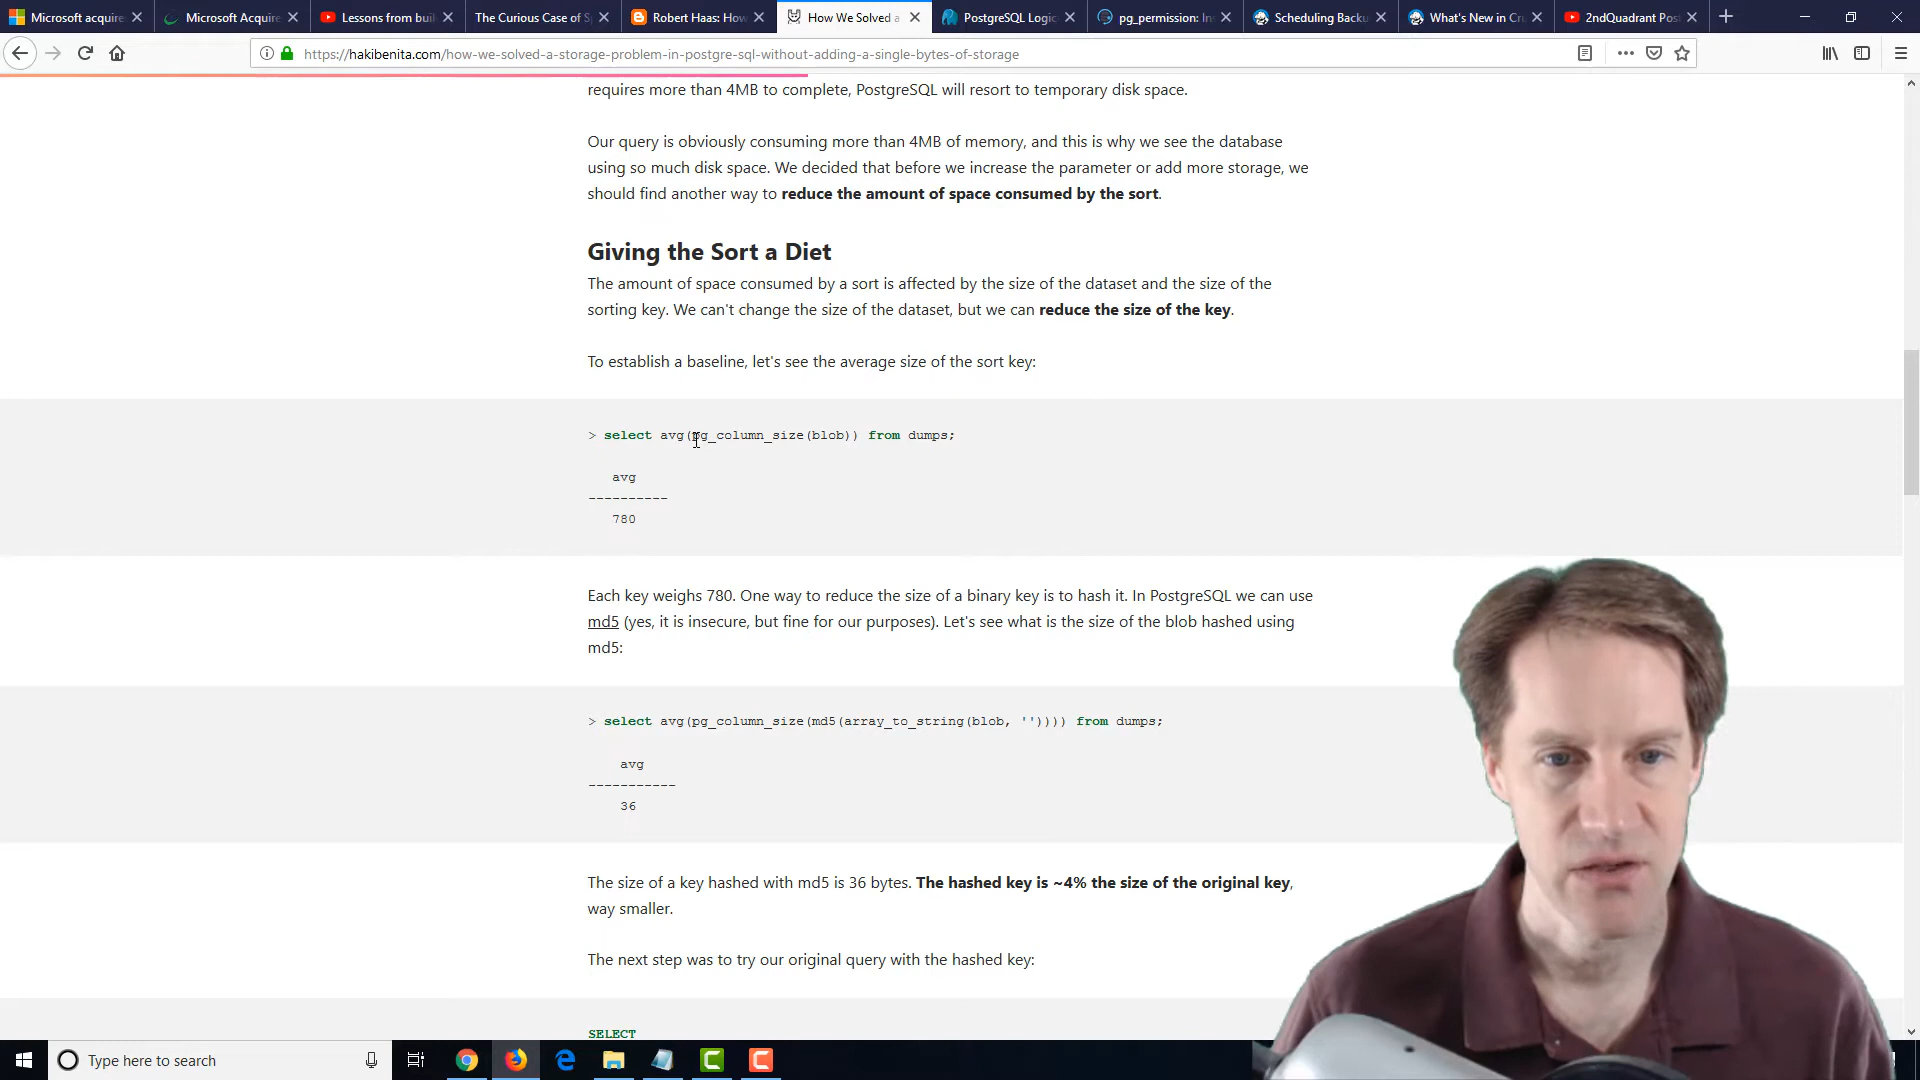 Microsoft acquire
Microsoft Acquire
Lessons from buil
The Curious Case of S
Robert Haas: How
How We Solved a
PostgreSQL Logic
pg_permission: In
Scheduling Backu
What's New in Cru
2ndQuadrant Pos
https://hakibenita.com/how-we-solved-a-storage-problem-in-postgre-sql-without-adding-a-single-bytes-of-storage
requires more than 4MB to complete, PostgreSQL will resort to temporary disk space.
Our query is obviously consuming more than 4MB of memory, and this is why we see the database
using so much disk space. We decided that before we increase the parameter or add more storage, we
should find another way to reduce the amount of space consumed by the sort.
Giving the Sort a Diet
The amount of space consumed by a sort is affected by the size of the dataset and the size of the
sorting key. We can't change the size of the dataset, but we can reduce the size of the key.
To establish a baseline, let's see the average size of the sort key:
> select avg(pg_column_size(blob)) from dumps;
avg
----------
780
Each key weighs 780. One way to reduce the size of a binary key is to hash it. In PostgreSQL we can use
md5 (yes, it is insecure, but fine for our purposes). Let's see what is the size of the blob hashed using
md5:
> select avg(pg_column_size(md5(array_to_string(blob, '')))) from dumps;
avg
-----------
36
The size of a key hashed with md5 is 36 bytes. The hashed key is ~4% the size of the original key,
way smaller.
The next step was to try our original query with the hashed key:
SELECT
Type here to search